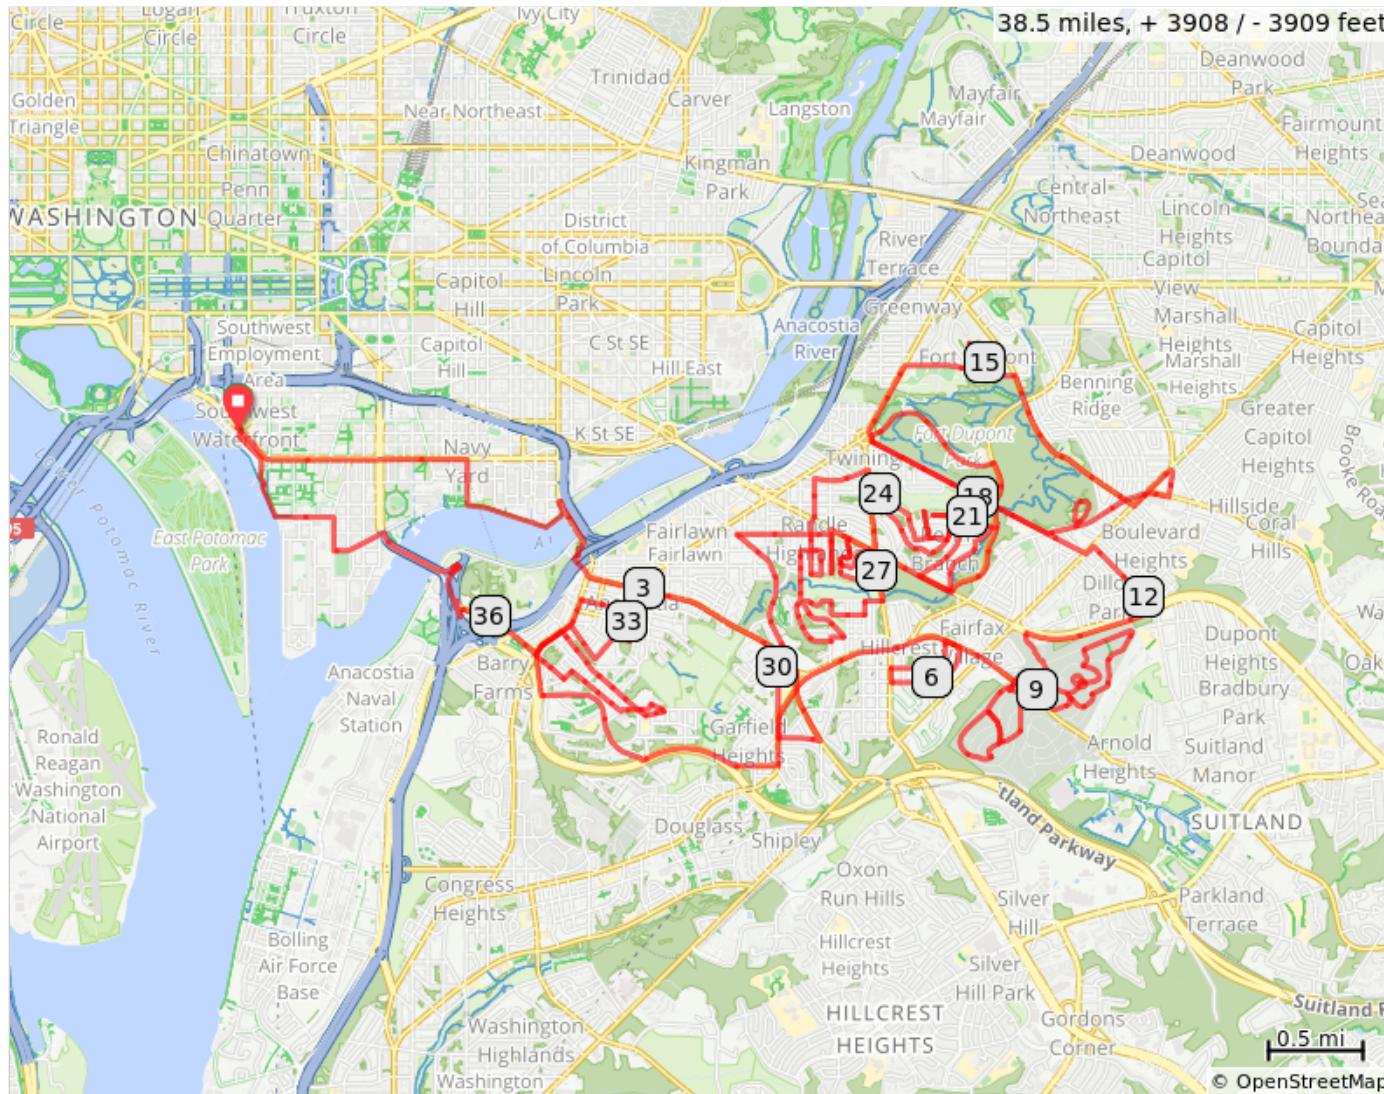 38.5 miles, + 3908 / - 3909 feet
Circle
Logan
Circle
Truxton
Circle
Ivy City
Trinidad
Carver
Langston
Mayfair
Mayfair
Deanwood
Park
Fairmount
Heights
Golden
Triangle
Near Northeast
Chinatown
Penn
Quarter
WASHINGTON
Kingman
Park
Deanwood
Central
Northeast
Lincoln
Heights
Capitol
View
Northea
Bounda
District
of Columbia
River
Terrace
Greenway
Capitol
Hill
Lincoln
Park
Marshall
Heights
Marshall
Heights
Capitol
Heights
Anacostia
River
Southwest
Employment
Area
Capitol
Hill
C St SE
Hill East
15
Benning
Ridge
Greater
Capitol
Heights
Southwest
Waterfront
Navy
Yard
K St SE
Twining
Fort Dupont
Park
Brooke Road
Lower Potomac River
24
18
21
Hillside
Coral
Hills
East Potomac
Park
Fairlawn
Fairlawn
Randle
Highl
Branch
Boulevard
Heights
27
3
33
36
12
Fairfax
Village
Hillcrest
Dupont
Heights
Bradbury
Park
Barry
Farms
30
6
9
Anacostia
Naval
Station
Garfield
Heights
Arnold
Heights
Suitland
Manor
Ronald
Reagan
Washington
National
Airport
tland Parkway
SUITLAND
Douglass
Shipley
Oxon
Run Hills
Congress
Heights
Silver
Hill
Parkland
Terrace
Bolling
Air Force
Base
Hillcrest
Heights
Silver
Hill Park
HILLCREST
HEIGHTS
Washington
Highlands
Washington
Gordons
Corner
0.5 mi
© OpenStreetMap